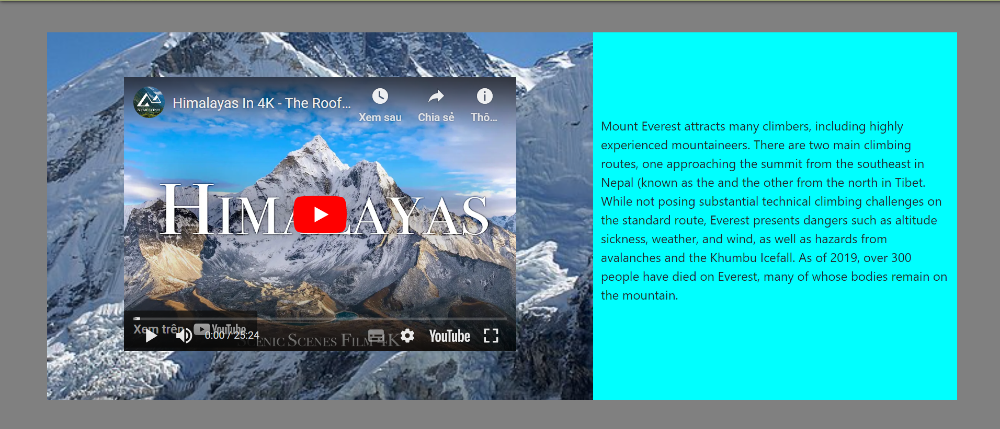 SCENIC SCENES
Himalayas In 4K - The Roof...
Xem sau
Chia sẻ
Thô...
HIMALAYAS
Xem trên YouTube
0:00 / 25:24
SCENIC SCENES FILM 4K
YouTube
Mount Everest attracts many climbers, including highly
experienced mountaineers. There are two main climbing
routes, one approaching the summit from the southeast in
Nepal (known as the and the other from the north in Tibet.
While not posing substantial technical climbing challenges on
the standard route, Everest presents dangers such as altitude
sickness, weather, and wind, as well as hazards from
avalanches and the Khumbu Icefall. As of 2019, over 300
people have died on Everest, many of whose bodies remain on
the mountain.